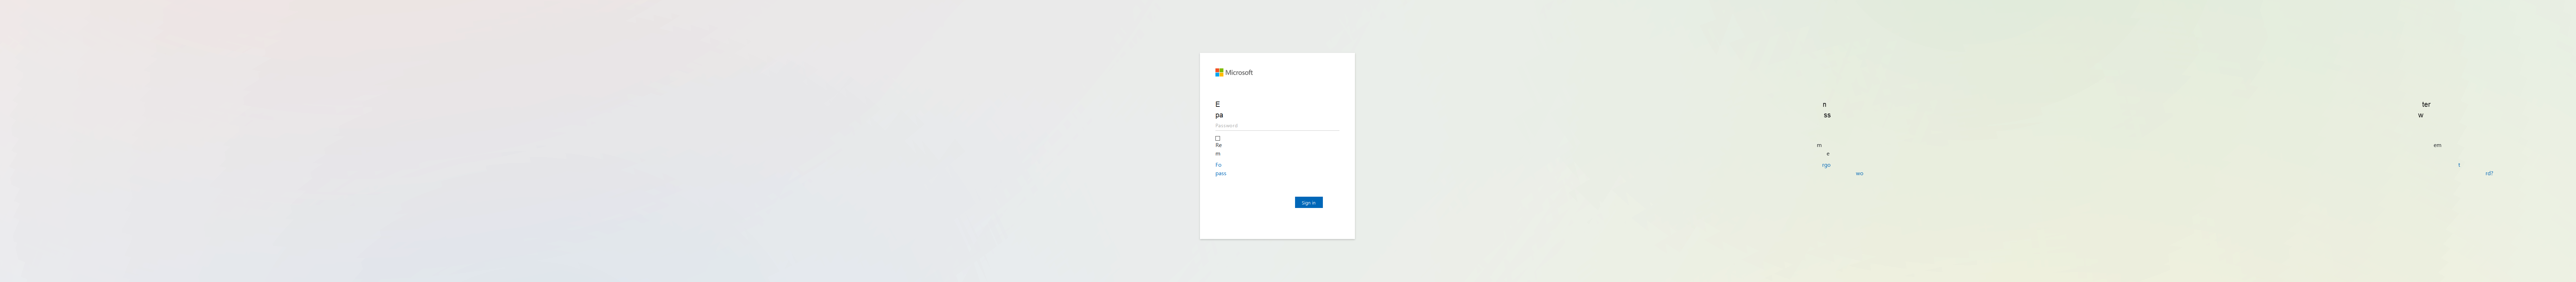 Microsoft
E n ter
pa ss w
Password
Re m em
m e
Fo rgo t
pass wo rd?
Sign in